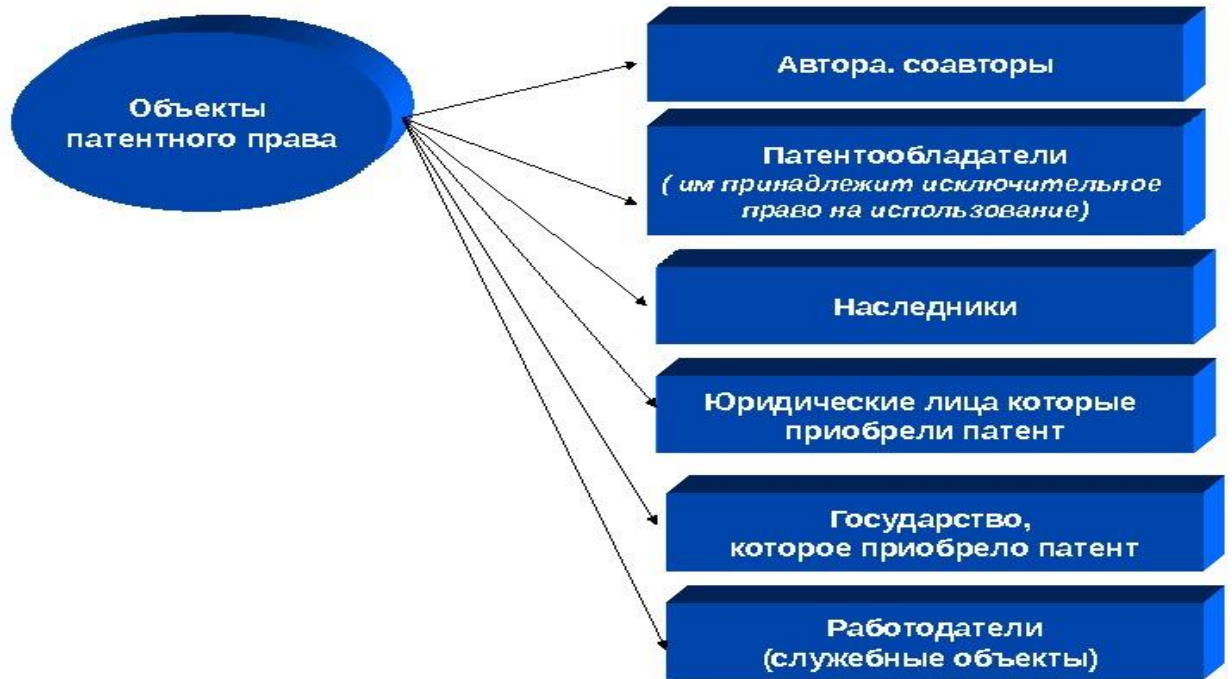 Объекты
патентного права
Автора. соавторы
Патентообладатели
( им принадлежит исключительное
право на использование)
Наследники
Юридические лица которые
приобрели патент
Государство,
которое приобрело патент
Работодатели
(служебные объекты)